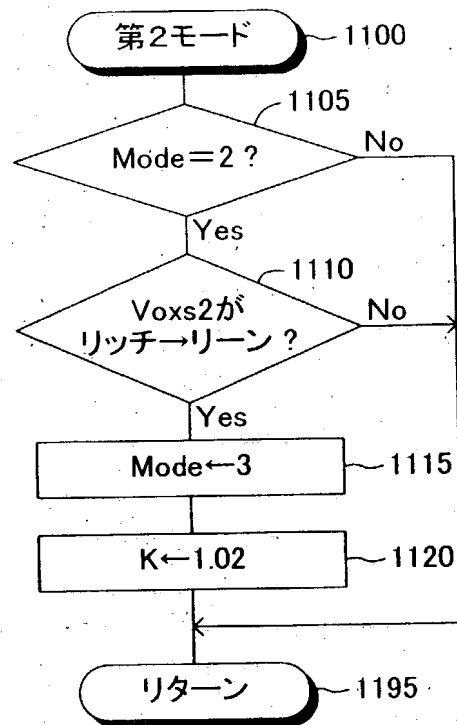 第2モード
1100
1105
Mode=2 ?
No
Yes
1110
Voxs2が
リッチ→リーン ?
No
Yes
Mode←3
1115
K←1.02
1120
リターン
1195